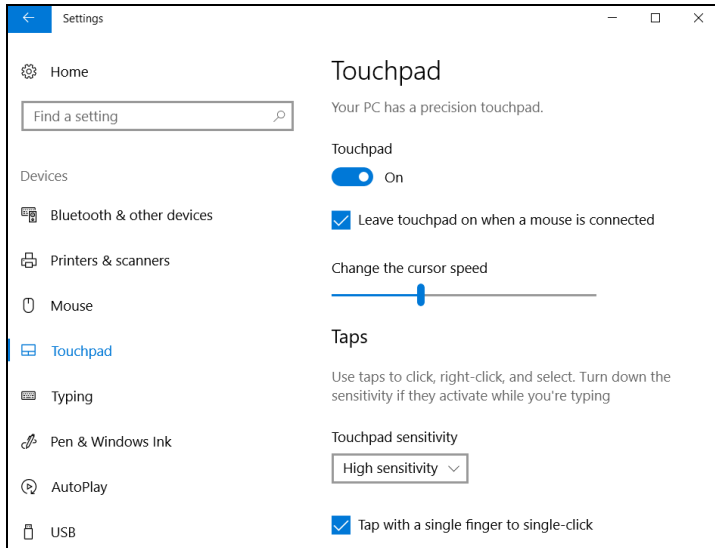 Settings
Home
Find a setting
Devices
Bluetooth & other devices
Printers & scanners
Mouse
Touchpad
Typing
Pen & Windows Ink
AutoPlay
USB
Touchpad
Your PC has a precision touchpad.
Touchpad
On
Leave touchpad on when a mouse is connected
Change the cursor speed
Taps
Use taps to click, right-click, and select. Turn down the
sensitivity if they activate while you're typing
Touchpad sensitivity
High sensitivity
Tap with a single finger to single-click